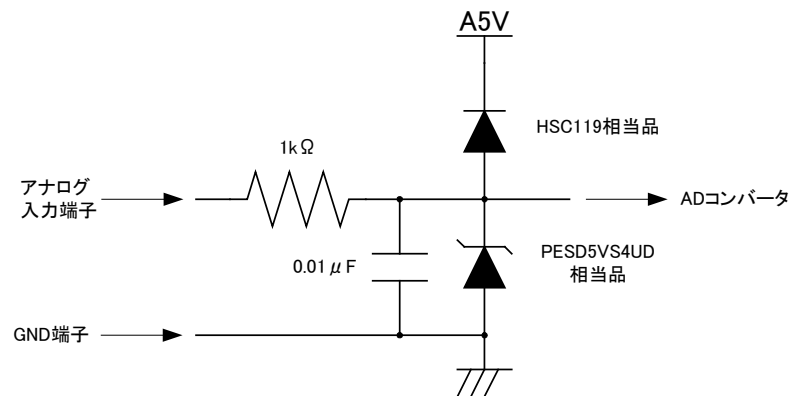 A5V
HSC119相当品
1kΩ
アナログ
入力端子
ADコンバータ
0.01μF
PESD5VS4UD
相当品
GND端子